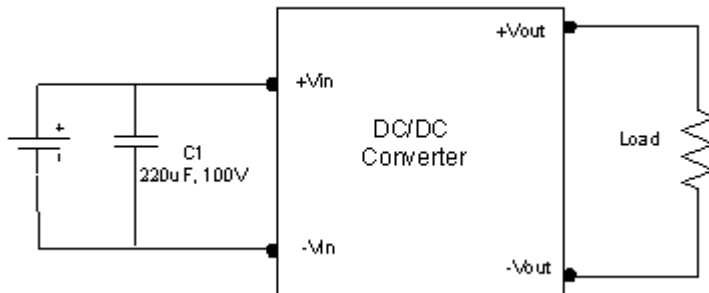 +Vout
+Vin
+
DC/DC
Converter
Load
C1
220uF, 100V
-Vin
-Vout